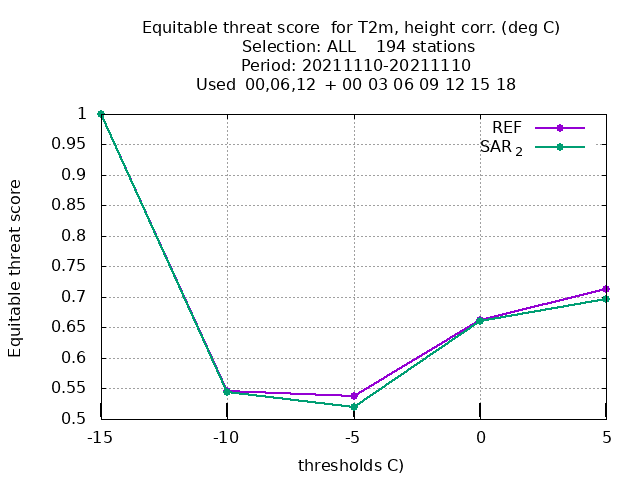 Equitable threat score  for T2m, height corr. (deg C)
Selection: ALL    194 stations
Period: 20211110-20211110
Used  00,06,12  + 00 03 06 09 12 15 18
REF
SAR 2
1
0.95
0.9
0.85
0.8
0.75
0.7
0.65
0.6
0.55
0.5
Equitable threat score
-15 -10 -5 0 5
thresholds C)